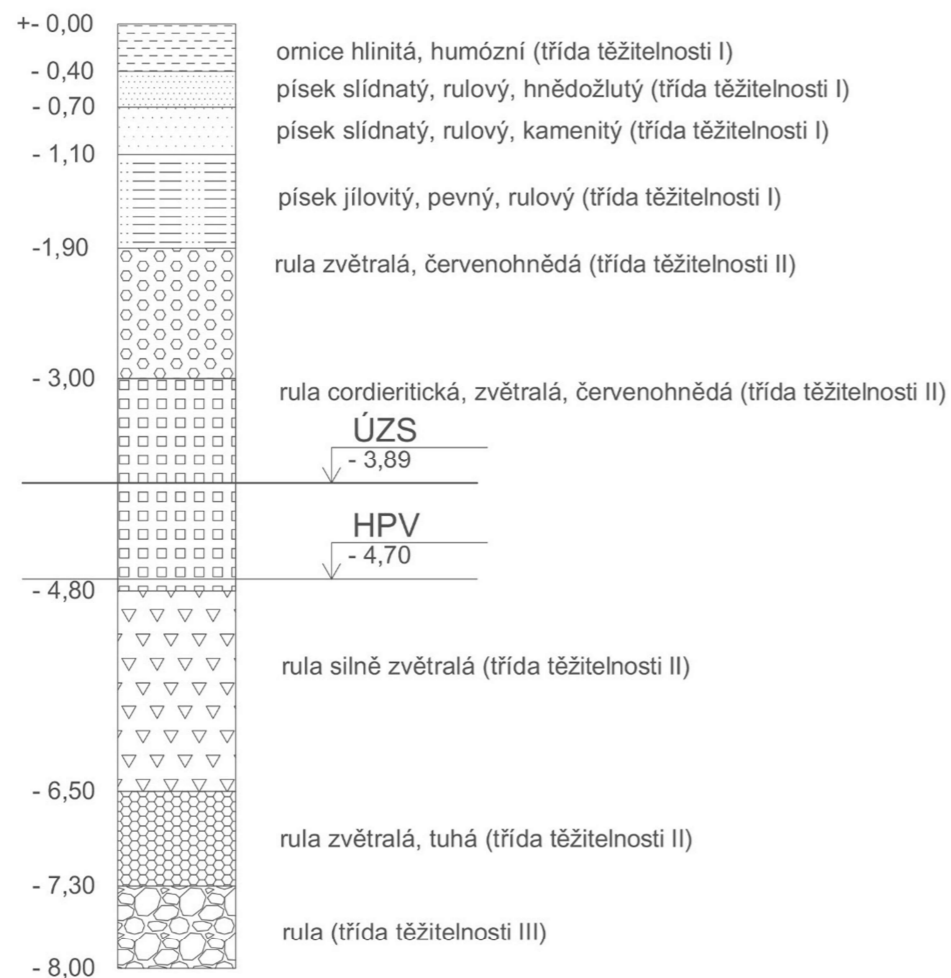 +- 0,00
ornice hlinitá, humózní (třída těžitelnosti I)
- 0,40
písek slídnatý, rulový, hnědožlutý (třída těžitelnosti I)
- 0,70
písek slídnatý, rulový, kamenitý (třída těžitelnosti I)
- 1,10
písek jílovitý, pevný, rulový (třída těžitelnosti I)
-1,90
rula zvětralá, červenohnědá (třída těžitelnosti II)
- 3,00
rula cordieritická, zvětralá, červenohnědá (třída těžitelnosti II)
ÚZS
- 3,89
HPV
- 4,70
- 4,80
rula silně zvětralá (třída těžitelnosti II)
- 6,50
rula zvětralá, tuhá (třída těžitelnosti II)
- 7,30
rula (třída těžitelnosti III)
- 8,00